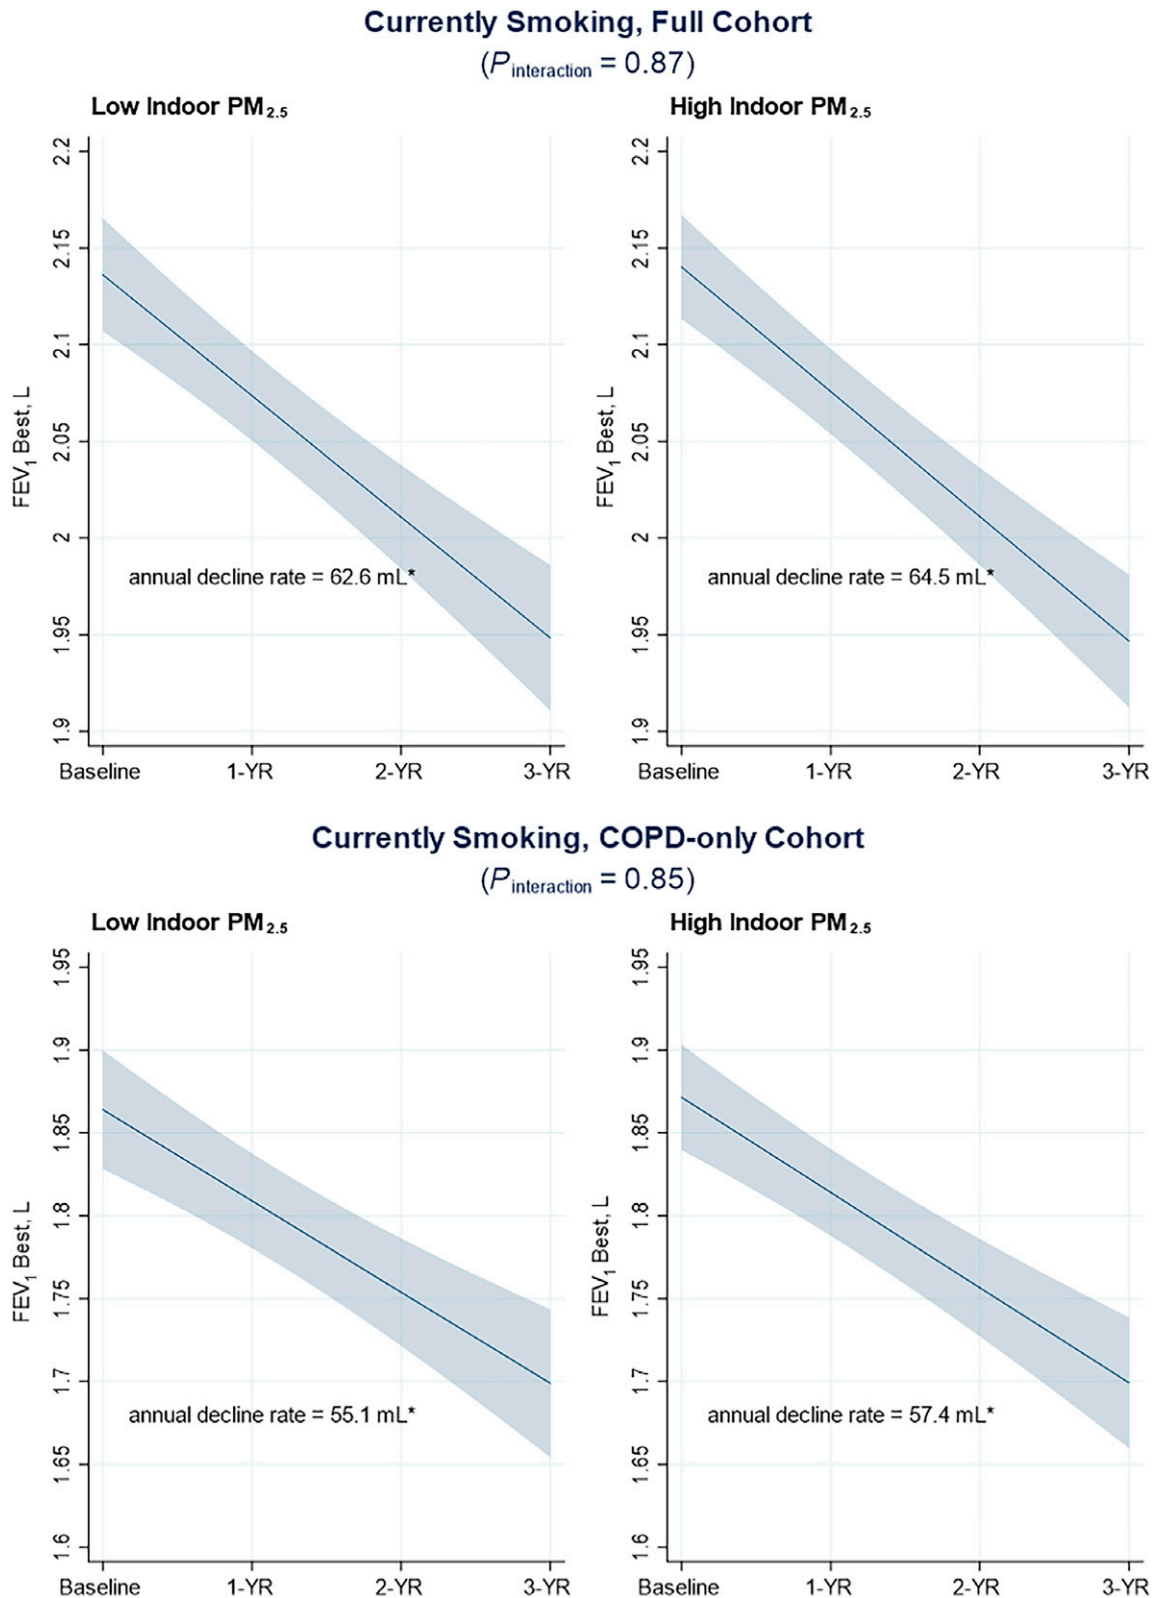 Currently Smoking, Full Cohort
(P interaction = 0.87)
Low Indoor PM2.5
High Indoor PM2.5
FEV1 Best, L
2.2
2.15
2.1
2.05
2
1.95
1.9
annual decline rate = 62.6 mL*
Baseline 1-YR 2-YR 3-YR
FEV1 Best, L
2.2
2.15
2.1
2.05
2
1.95
1.9
annual decline rate = 64.5 mL*
Baseline 1-YR 2-YR 3-YR
Currently Smoking, COPD-only Cohort
(P interaction = 0.85)
Low Indoor PM2.5
High Indoor PM2.5
FEV1 Best, L
1.95
1.9
1.85
1.8
1.75
1.7
1.65
1.6
annual decline rate = 55.1 mL*
Baseline 1-YR 2-YR 3-YR
FEV1 Best, L
1.95
1.9
1.85
1.8
1.75
1.7
1.65
1.6
annual decline rate = 57.4 mL*
Baseline 1-YR 2-YR 3-YR